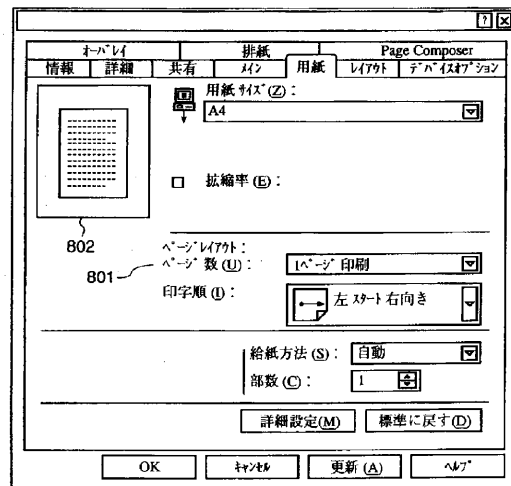 オーバレイ 排紙 Page Composer
情報 詳細 共有 メイン 用紙 レイアウト デバイスオプション
用紙 サイズ (Z) :
A4
拡縮率 (E) :
802
ページレイアウト :
801 ページ 数 (U) : 1ページ 印刷
印字順 (I) : 左 スタート 右向き
給紙方法 (S) : 自動
部数 (C) : 1
詳細設定(M) 標準に戻す(D)
OK キャンセル 更新 (A) ヘルプ